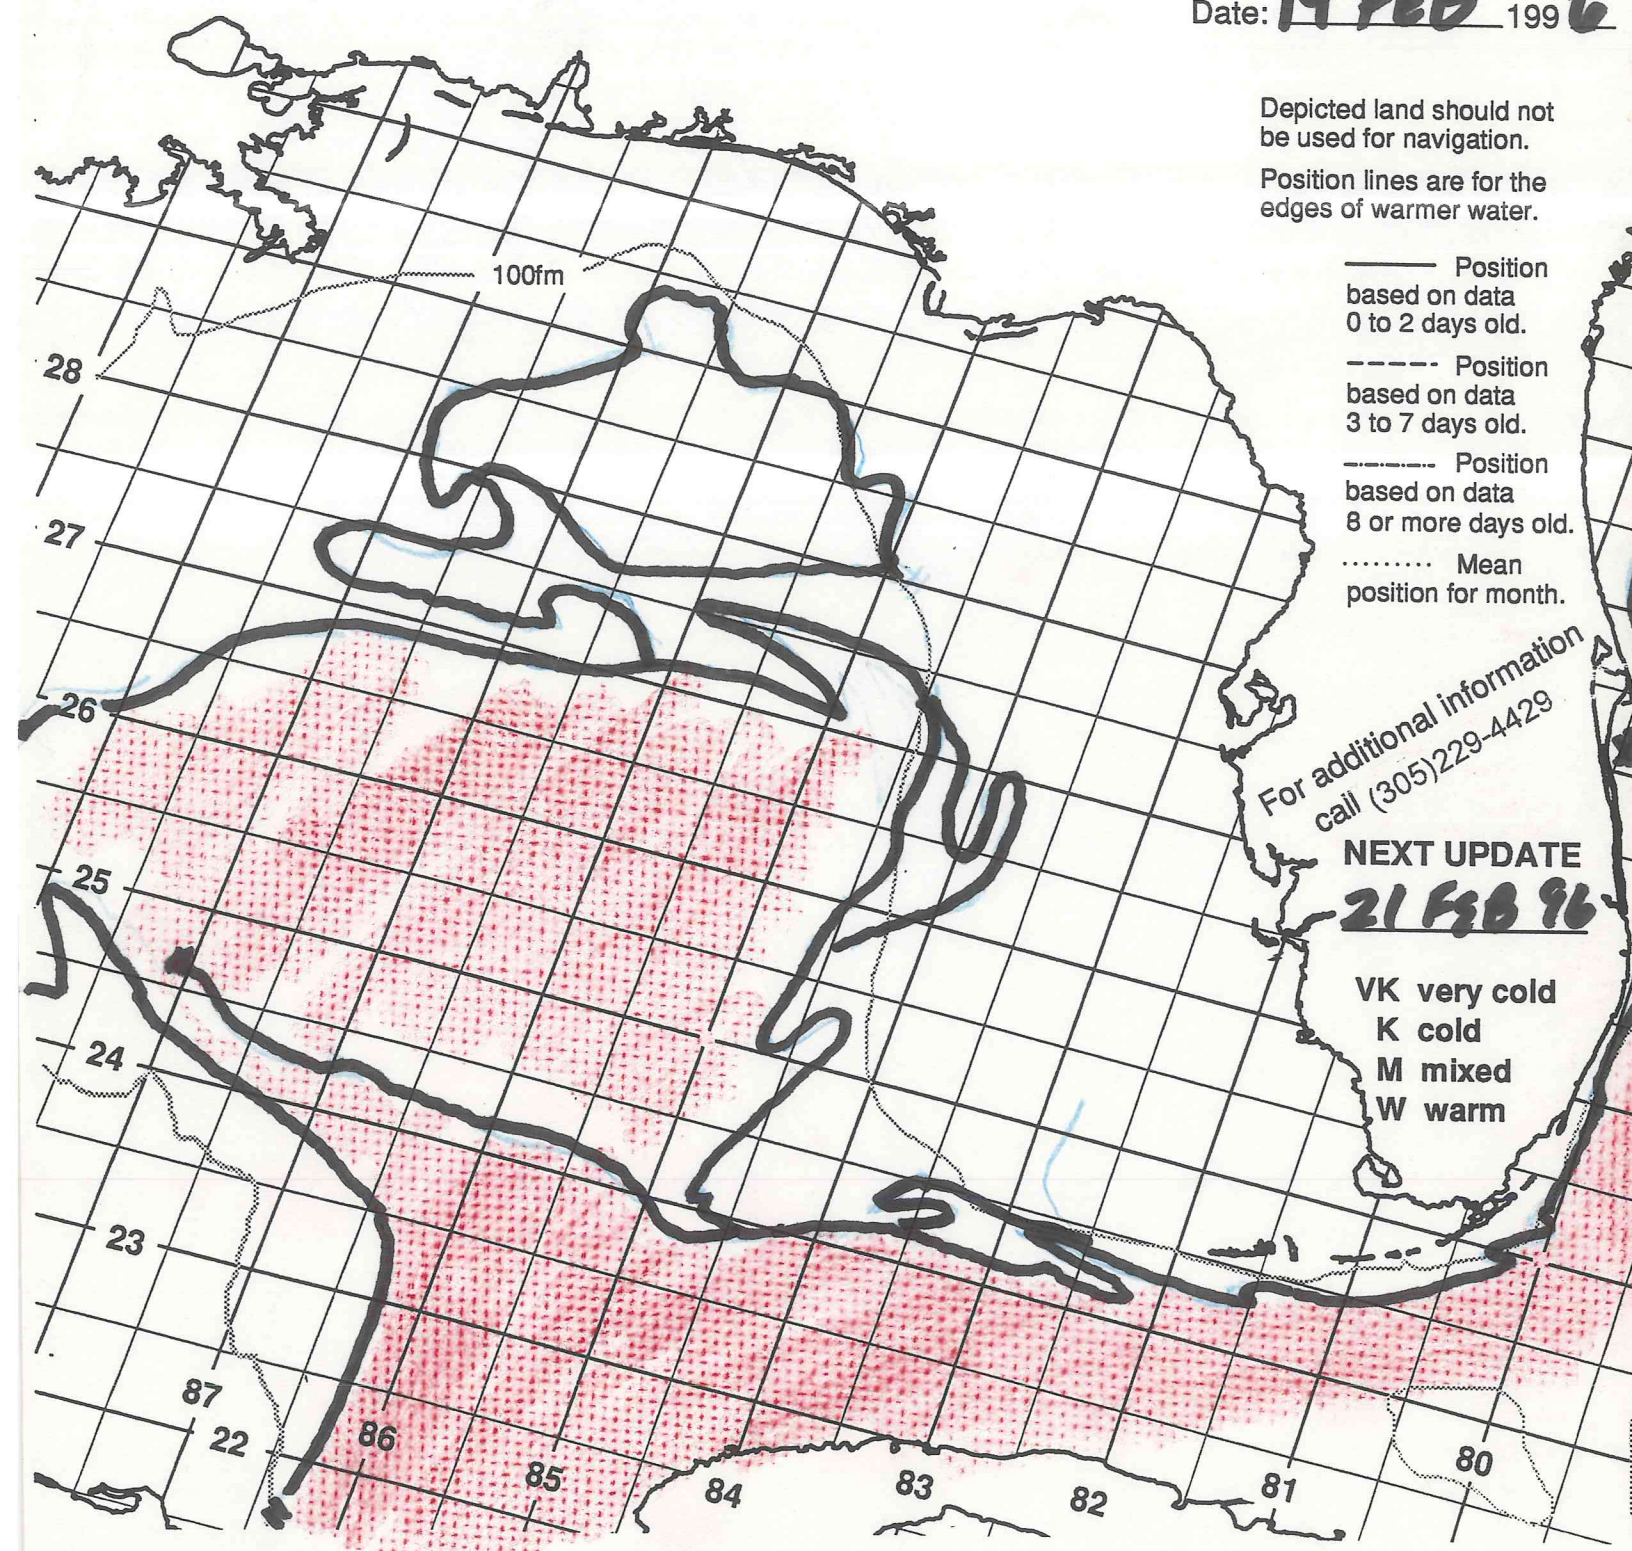 Date: 19 FEB 1996
Depicted land should not
be used for navigation.
Position lines are for the
edges of warmer water.
Position
based on data
0 to 2 days old.
Position
based on data
3 to 7 days old.
Position
based on data
8 or more days old.
Mean
position for month.
For additional information
call (305)229-4429
NEXT UPDATE
21 FEB 96
VK very cold
K cold
M mixed
W warm
100fm
28
27
26
25
24
23
87
22
86
85
84
83
82
81
80